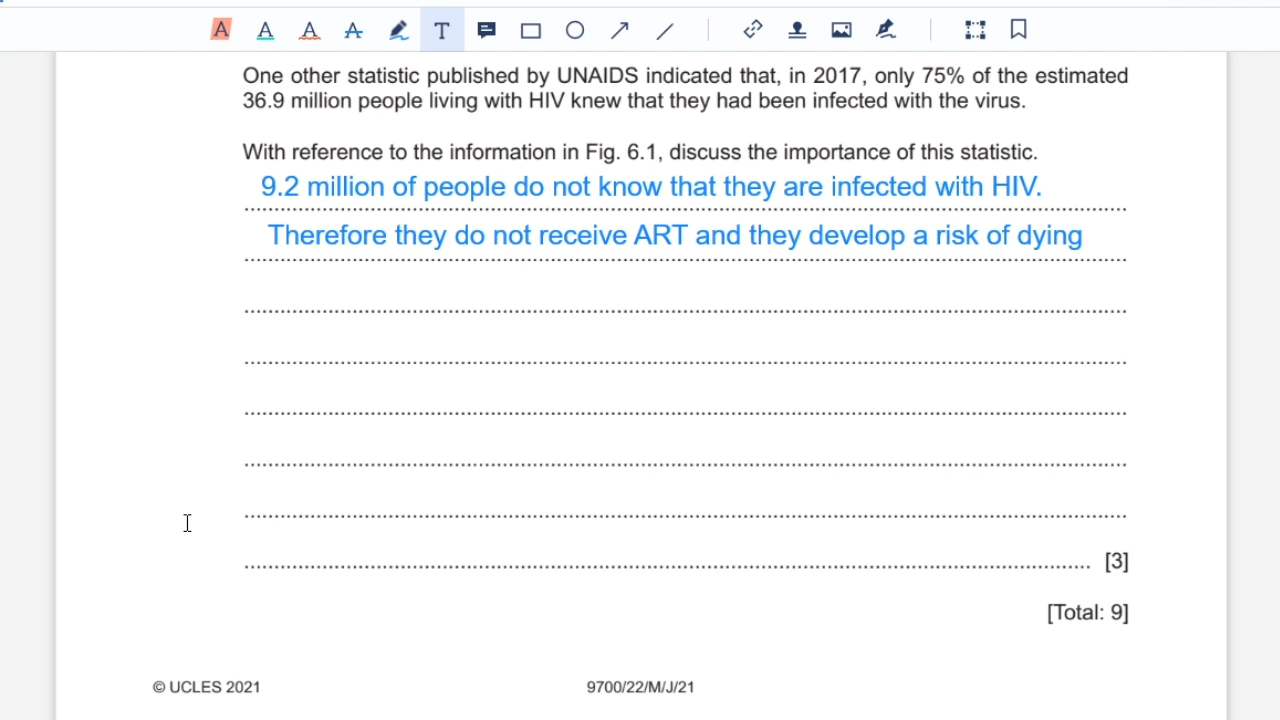 One other statistic published by UNAIDS indicated that, in 2017, only 75% of the estimated
36.9 million people living with HIV knew that they had been infected with the virus.
With reference to the information in Fig. 6.1, discuss the importance of this statistic.
9.2 million of people do not know that they are infected with HIV.
Therefore they do not receive ART and they develop a risk of dying
[3]
[Total: 9]
© UCLES 2021
9700/22/M/J/21